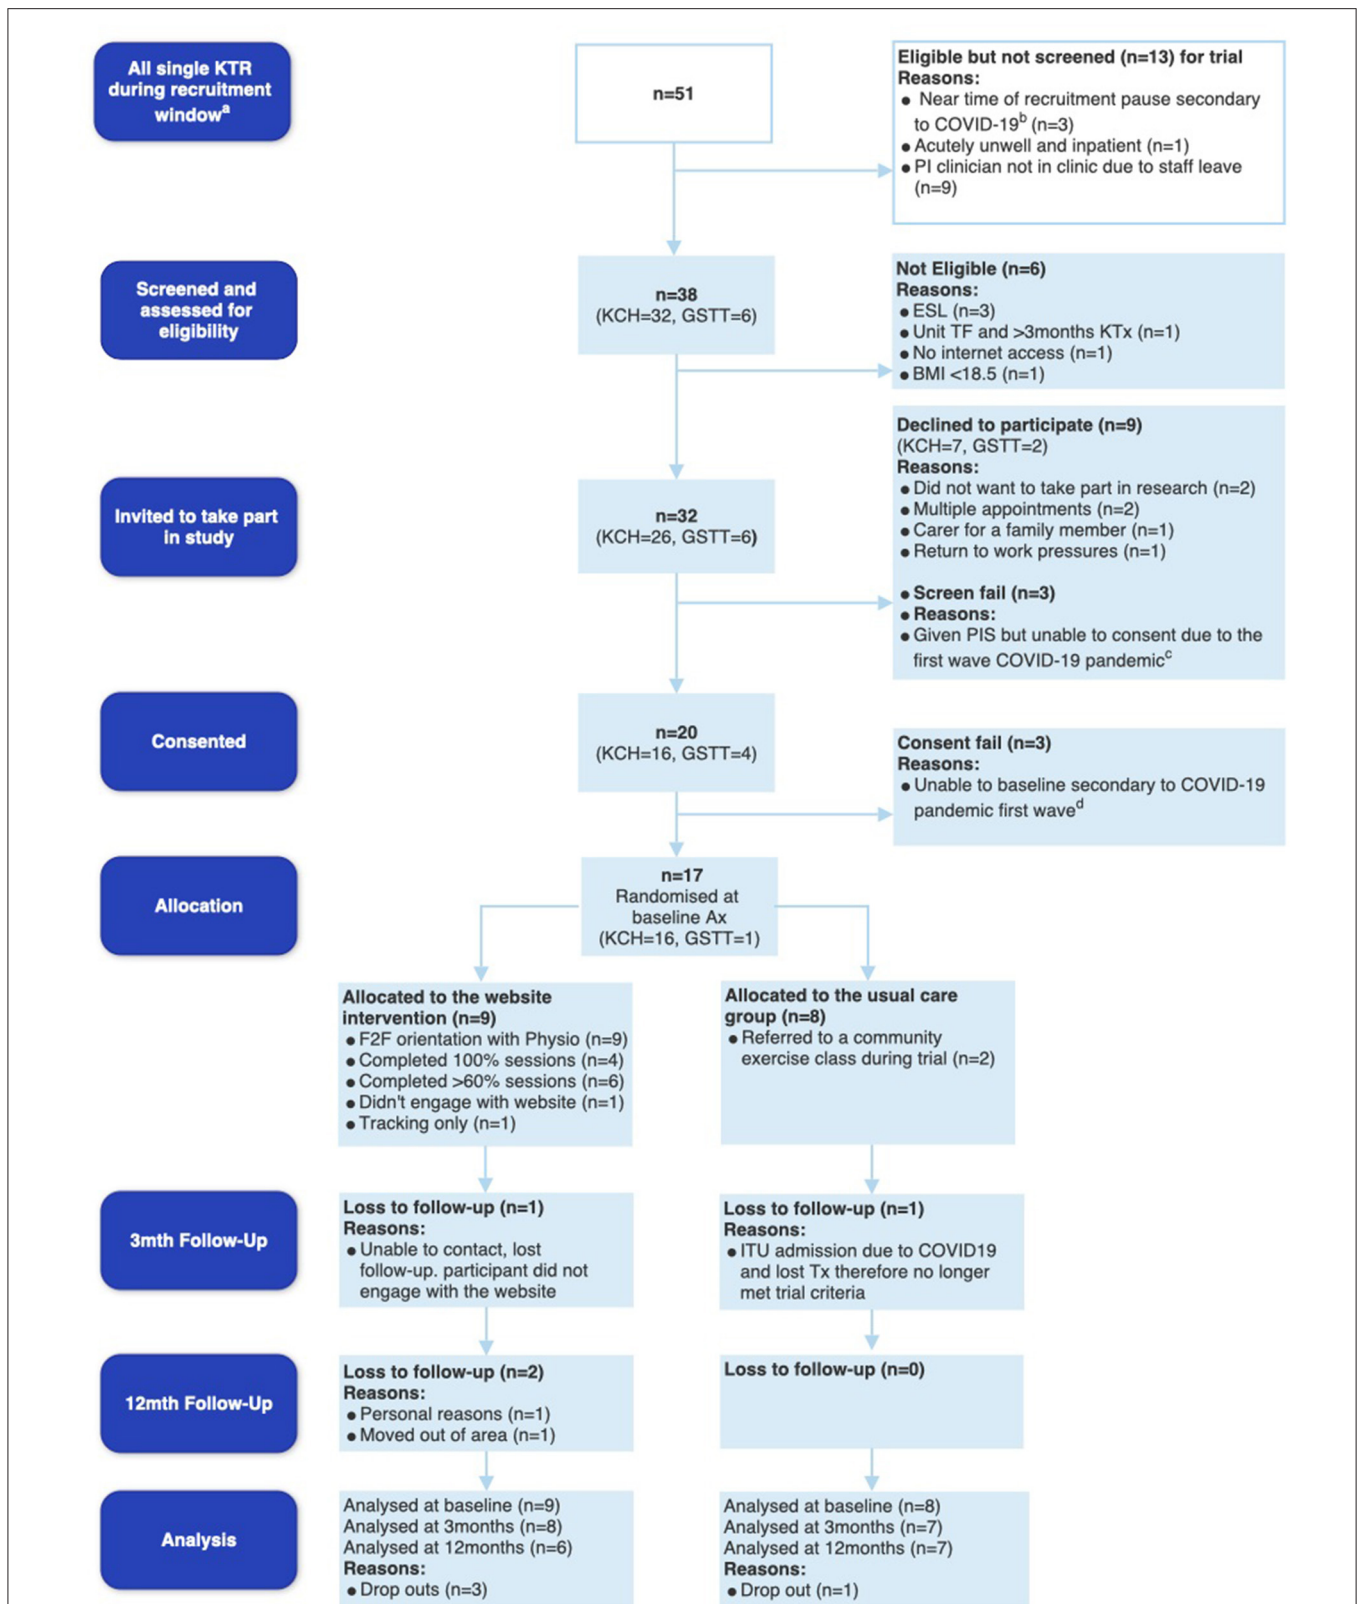 All single KTR
during recruitment
windowᵃ
n=51
Eligible but not screened (n=13) for trial
Reasons:
● Near time of recruitment pause secondary
to COVID-19ᵇ (n=3)
● Acutely unwell and inpatient (n=1)
● PI clinician not in clinic due to staff leave
(n=9)
Screened and
assessed for
eligibility
n=38
(KCH=32, GSTT=6)
Not Eligible (n=6)
Reasons:
● ESL (n=3)
● Unit TF and >3months KTx (n=1)
● No internet access (n=1)
● BMI <18.5 (n=1)
Invited to take part
in study
n=32
(KCH=26, GSTT=6)
Declined to participate (n=9)
(KCH=7, GSTT=2)
Reasons:
● Did not want to take part in research (n=2)
● Multiple appointments (n=2)
● Carer for a family member (n=1)
● Return to work pressures (n=1)
● Screen fail (n=3)
● Reasons:
● Given PIS but unable to consent due to the
first wave COVID-19 pandemicᶜ
Consented
n=20
(KCH=16, GSTT=4)
Consent fail (n=3)
Reasons:
● Unable to baseline secondary to COVID-19
pandemic first waveᵈ
Allocation
n=17
Randomised at
baseline Ax
(KCH=16, GSTT=1)
Allocated to the website
intervention (n=9)
● F2F orientation with Physio (n=9)
● Completed 100% sessions (n=4)
● Completed >60% sessions (n=6)
● Didn't engage with website (n=1)
● Tracking only (n=1)
Allocated to the usual care
group (n=8)
● Referred to a community
exercise class during trial (n=2)
3mth Follow-Up
Loss to follow-up (n=1)
Reasons:
● Unable to contact, lost
follow-up. participant did not
engage with the website
Loss to follow-up (n=1)
Reasons:
● ITU admission due to COVID19
and lost Tx therefore no longer
met trial criteria
12mth Follow-Up
Loss to follow-up (n=2)
Reasons:
● Personal reasons (n=1)
● Moved out of area (n=1)
Loss to follow-up (n=0)
Analysis
Analysed at baseline (n=9)
Analysed at 3months (n=8)
Analysed at 12months (n=6)
Reasons:
● Drop outs (n=3)
Analysed at baseline (n=8)
Analysed at 3months (n=7)
Analysed at 12months (n=7)
Reasons:
● Drop out (n=1)